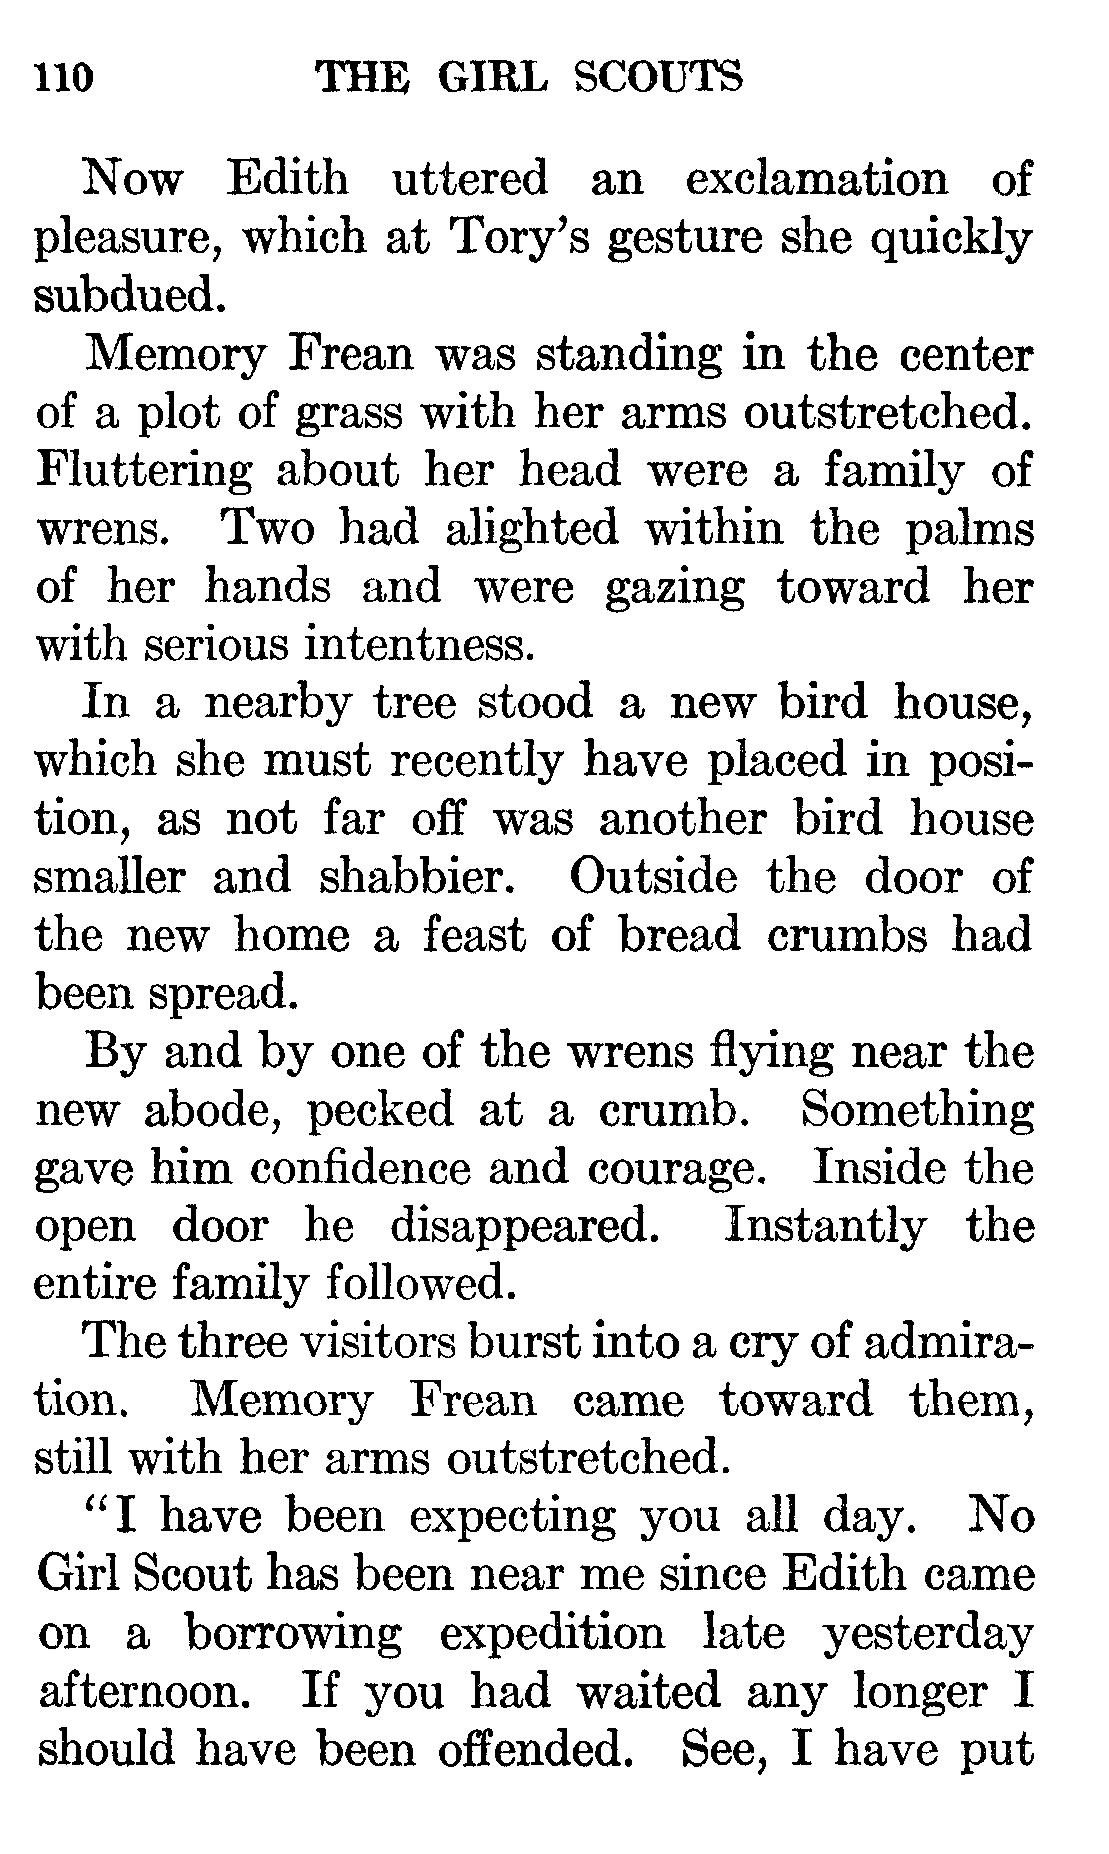 110 THE GIRL SCOUTS
Now Edith uttered an exclamation of
pleasure, which at Tory's gesture she quickly
subdued.
Memory Frean was standing in the center
of a plot of grass with her arms outstretched.
Fluttering about her head were a family of
wrens. Two had alighted within the palms
of her hands and were gazing toward her
with serious intentness.
In a nearby tree stood a new bird house,
which she must recently have placed in posi-
tion, as not far off was another bird house
smaller and shabbier. Outside the door of
the new home a feast of bread crumbs had
been spread.
By and by one of the wrens flying near the
new abode, pecked at a crumb. Something
gave him confidence and courage. Inside the
open door he disappeared. Instantly the
entire family followed.
The three visitors burst into a cry of admira-
tion. Memory Frean came toward them,
still with her arms outstretched.
"I have been expecting you all day. No
Girl Scout has been near me since Edith came
on a borrowing expedition late yesterday
afternoon. If you had waited any longer I
should have been offended. See, I have put